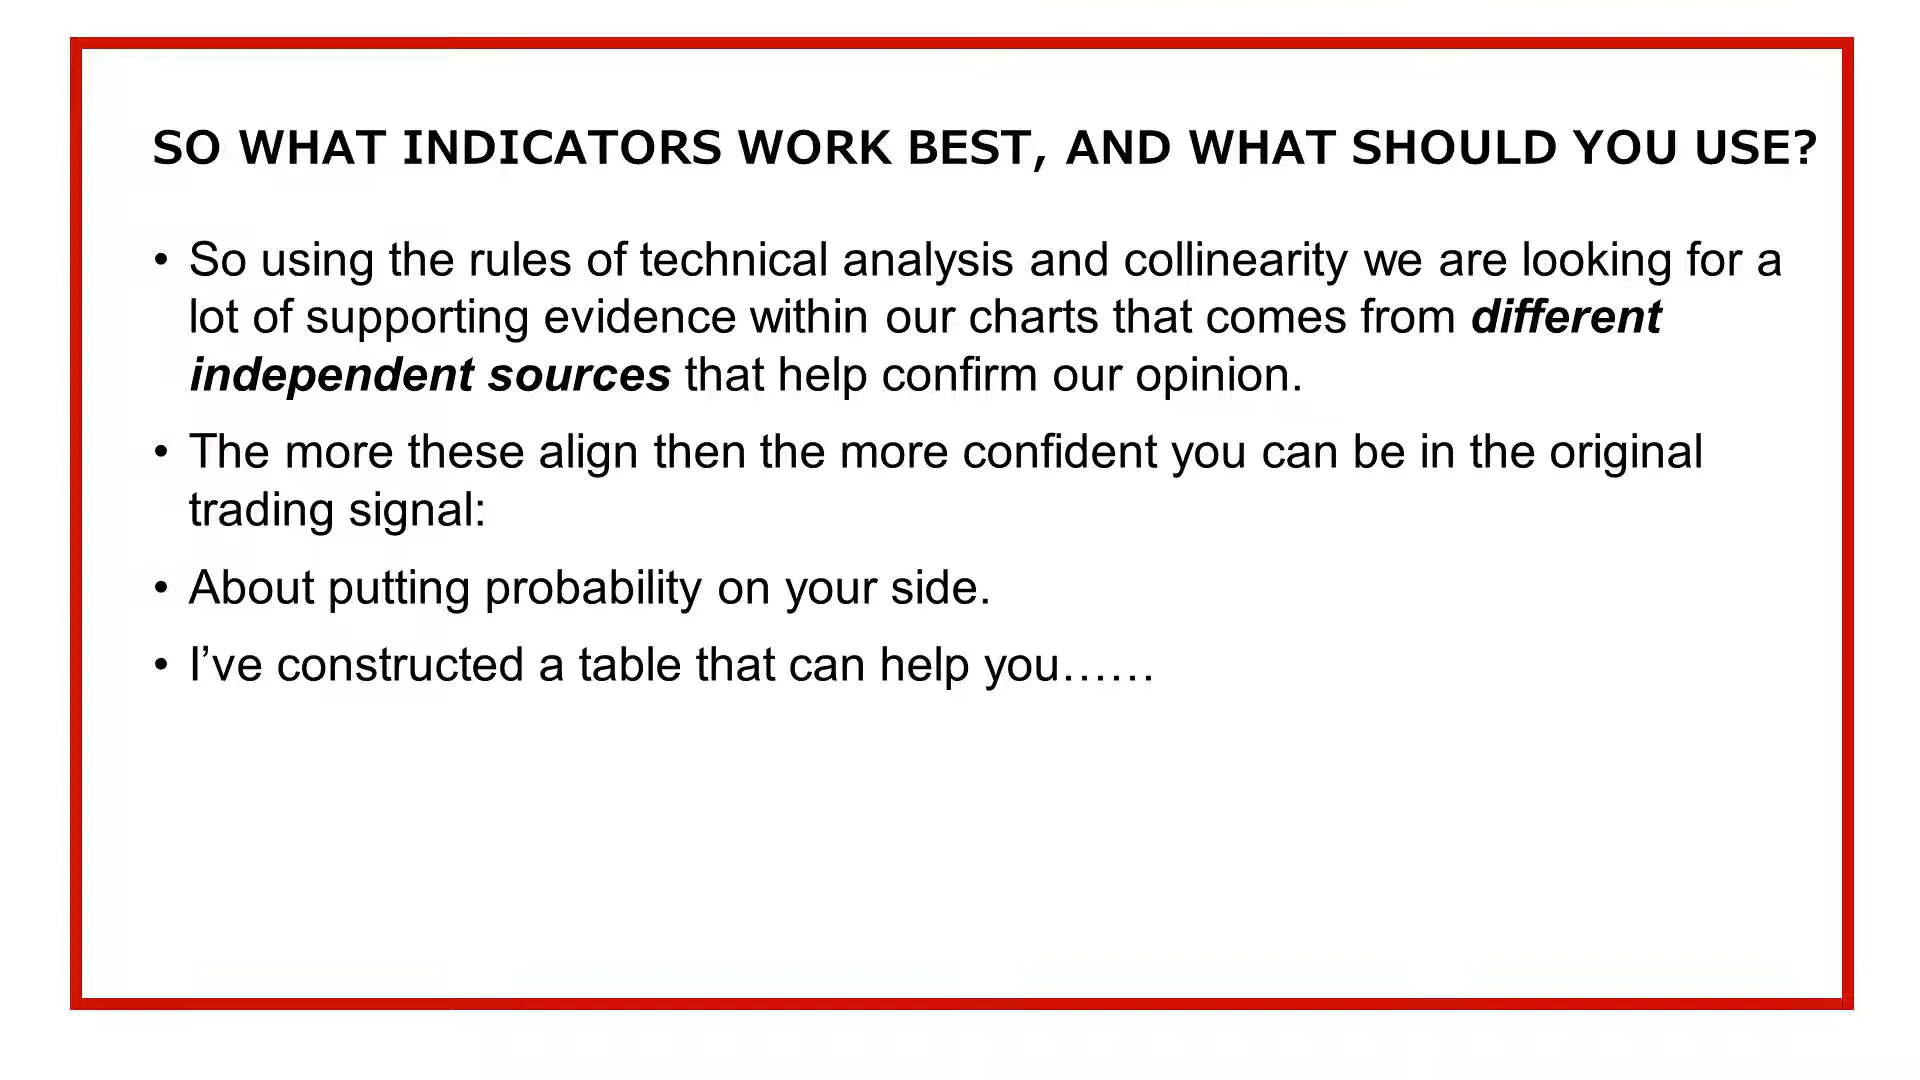 SO WHAT INDICATORS WORK BEST, AND WHAT SHOULD YOU USE?
• So using the rules of technical analysis and collinearity we are looking for a
lot of supporting evidence within our charts that comes from different
independent sources that help confirm our opinion.
• The more these align then the more confident you can be in the original
trading signal:
• About putting probability on your side.
• I’ve constructed a table that can help you……